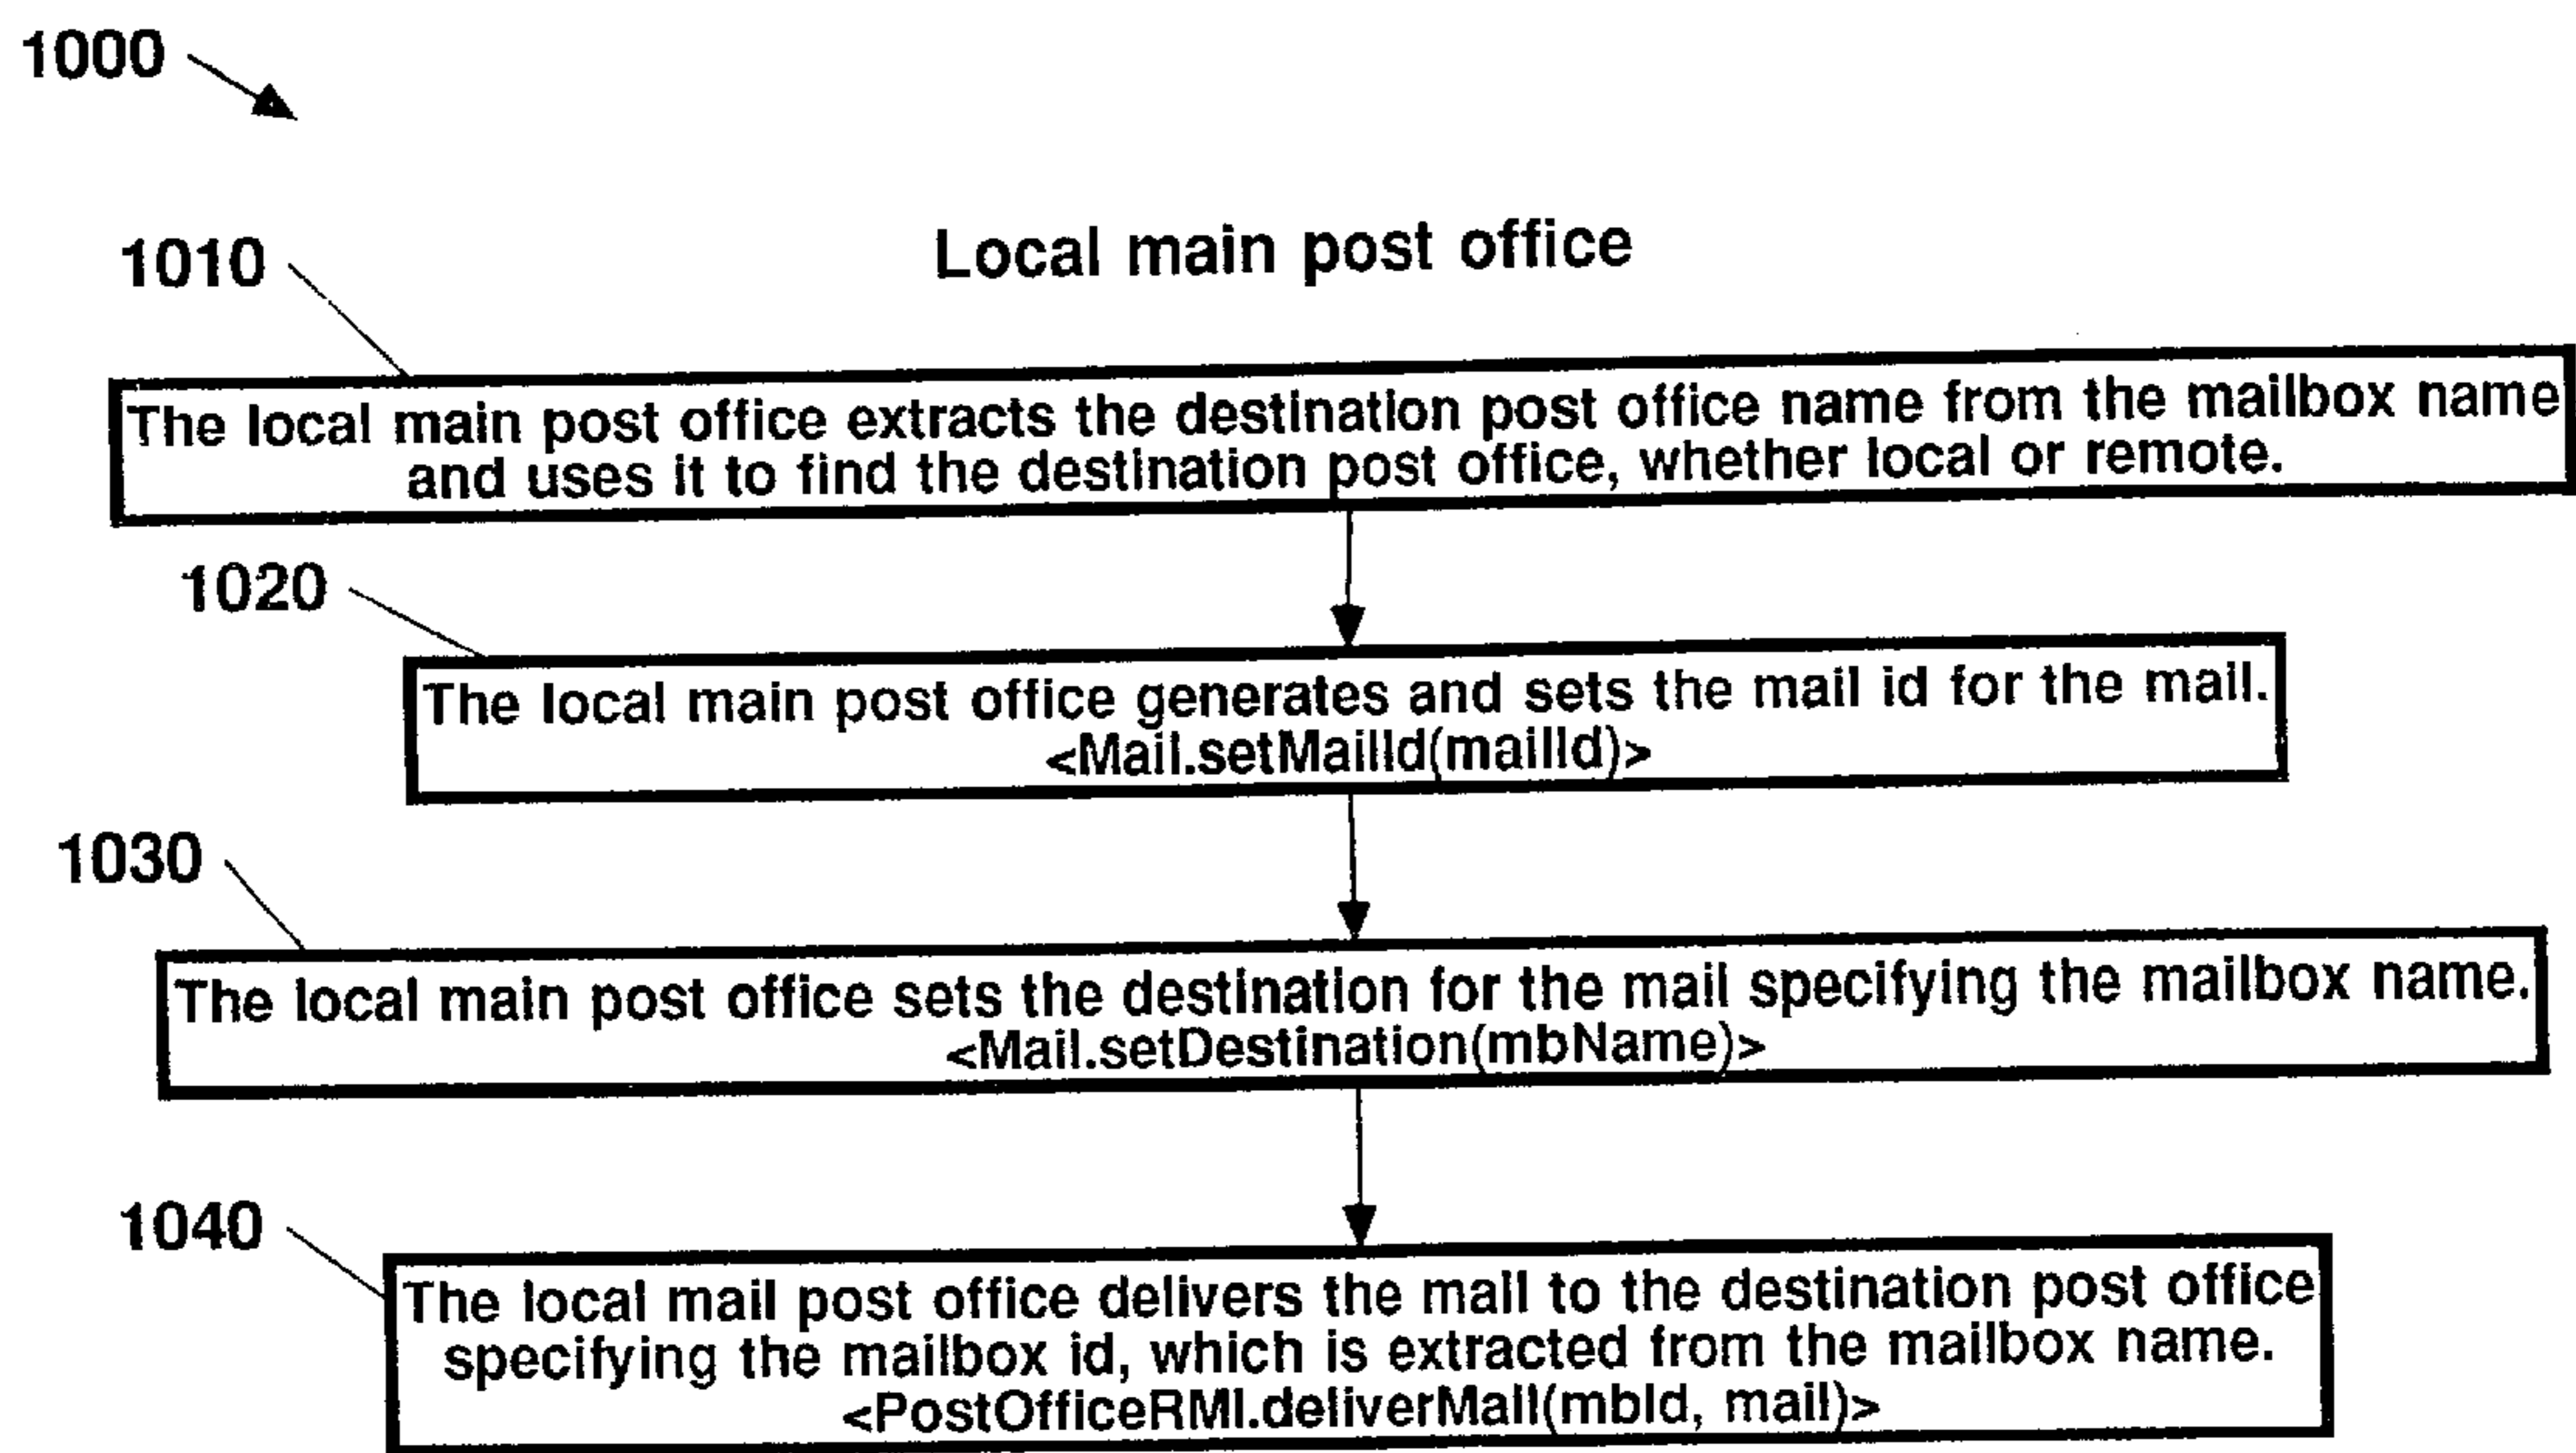 1000
Local main post office
1010
The local main post office extracts the destination post office name from the mailbox name
and uses it to find the destination post office, whether local or remote.
1020
The local main post office generates and sets the mail id for the mail.
<Mail.setMailId(mailId)>
1030
The local main post office sets the destination for the mail specifying the mailbox name.
<Mail.setDestination(mbName)>
1040
The local mail post office delivers the mail to the destination post office
specifying the mailbox id, which is extracted from the mailbox name.
<PostOfficeRMI.deliverMail(mbId, mail)>